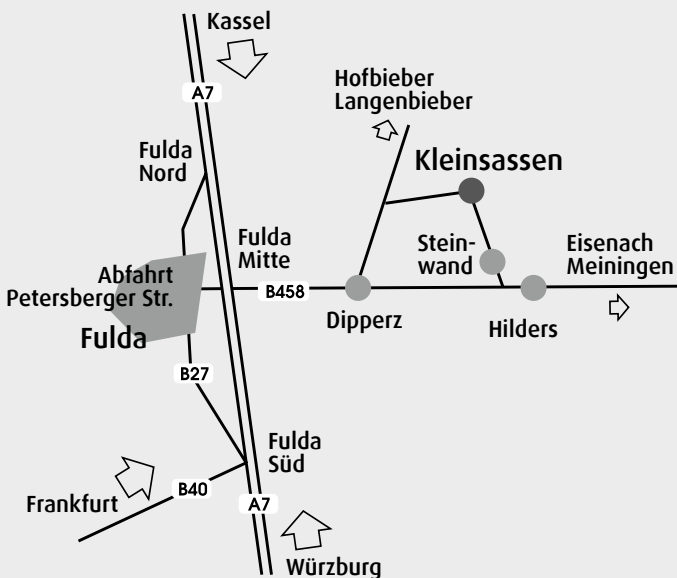 Kassel
A7
Hofbieber
Langenbieber
Fulda
Nord
Kleinsassen
Fulda
Mitte
Stein-
wand
Eisenach
Meiningen
Abfahrt
Petersberger Str.
B458
Dipperz
Hilders
Fulda
B27
Fulda
Süd
B40
Frankfurt
A7
Würzburg